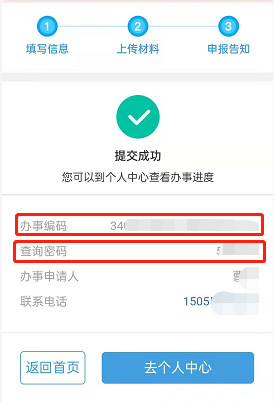 1 2 3
填写信息 上传材料 申报告知
提交成功
您可以到个人中心查看办事进度
办事编码 340
查询密码 5
办事申请人 曹
联系电话 15055
返回首页 去个人中心